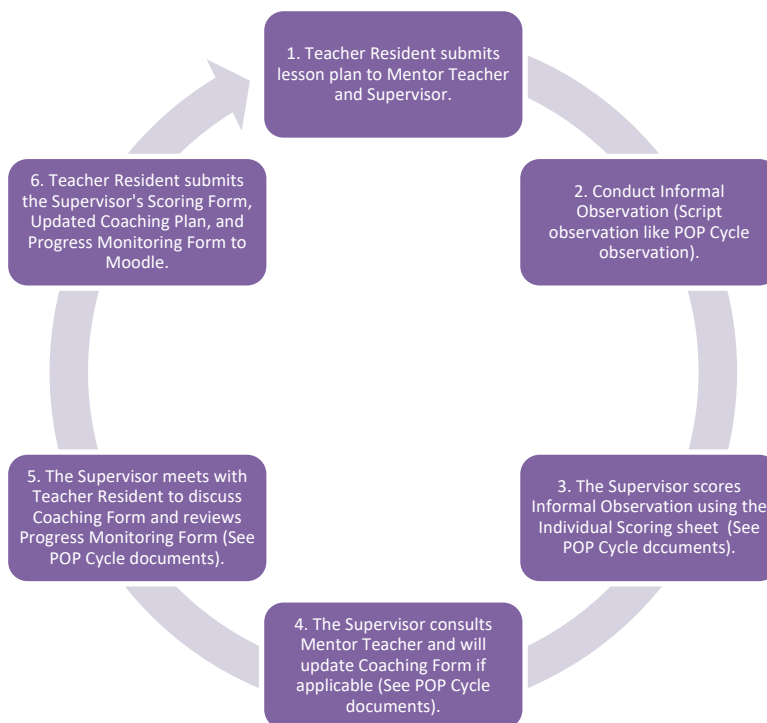 1. Teacher Resident submits
lesson plan to Mentor Teacher
and Supervisor.
2. Conduct Informal
Observation (Script
observation like POP Cycle
observation).
3. The Supervisor scores
Informal Observation using the
Individual Scoring sheet  (See
POP Cycle dccuments).
4. The Supervisor consults
Mentor Teacher and will
update Coaching Form if
applicable (See POP Cycle
documents).
5. The Supervisor meets with
Teacher Resident to discuss
Coaching Form and reviews
Progress Monitoring Form (See
POP Cycle documents).
6. Teacher Resident submits
the Supervisor's Scoring Form,
Updated Coaching Plan, and
Progress Monitoring Form to
Moodle.